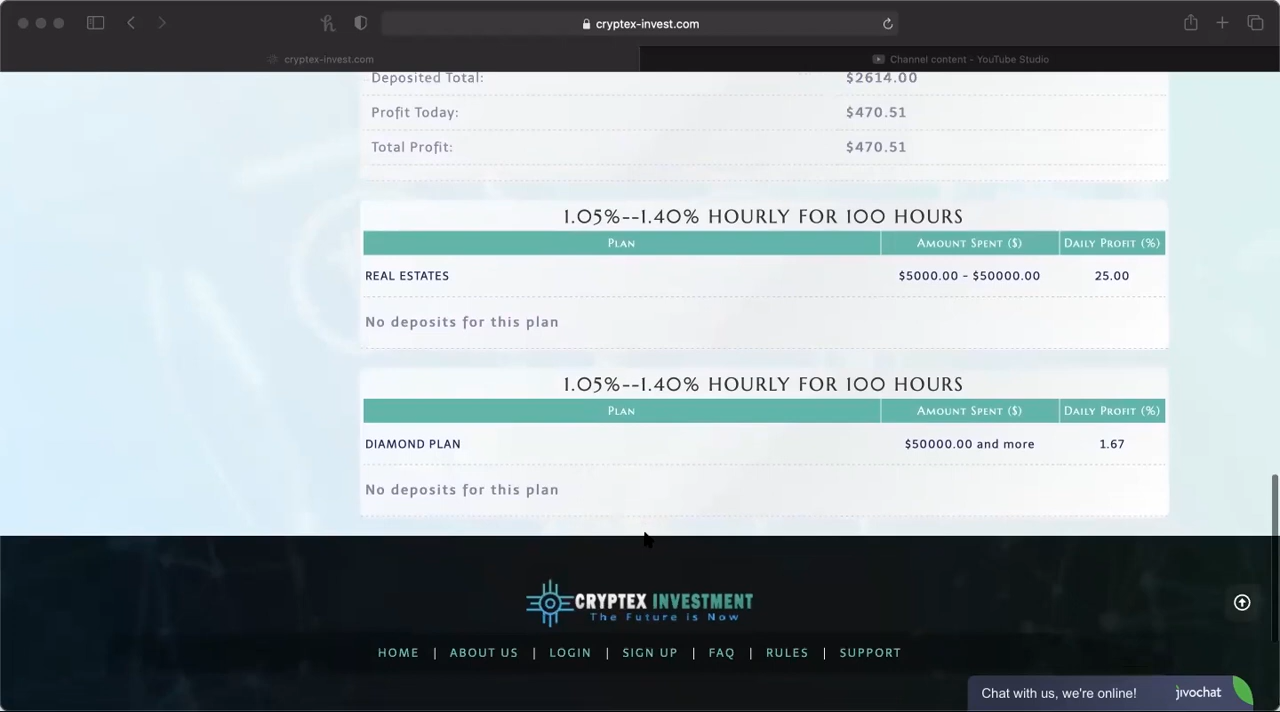 cryptex-invest.com
cryptex-invest.com
Channel content - YouTube Studio
Deposited Total: $2614.00
Profit Today: $470.51
Total Profit: $470.51
1.05%--1.40% HOURLY FOR 100 HOURS
PLAN AMOUNT SPENT ($) DAILY PROFIT (%)
REAL ESTATES $5000.00 - $50000.00 25.00
No deposits for this plan
1.05%--1.40% HOURLY FOR 100 HOURS
PLAN AMOUNT SPENT ($) DAILY PROFIT (%)
DIAMOND PLAN $50000.00 and more 1.67
No deposits for this plan
CRYPTEX INVESTMENT
The Future is Now
HOME | ABOUT US | LOGIN | SIGN UP | FAQ | RULES | SUPPORT
Chat with us, we're online! jivochat